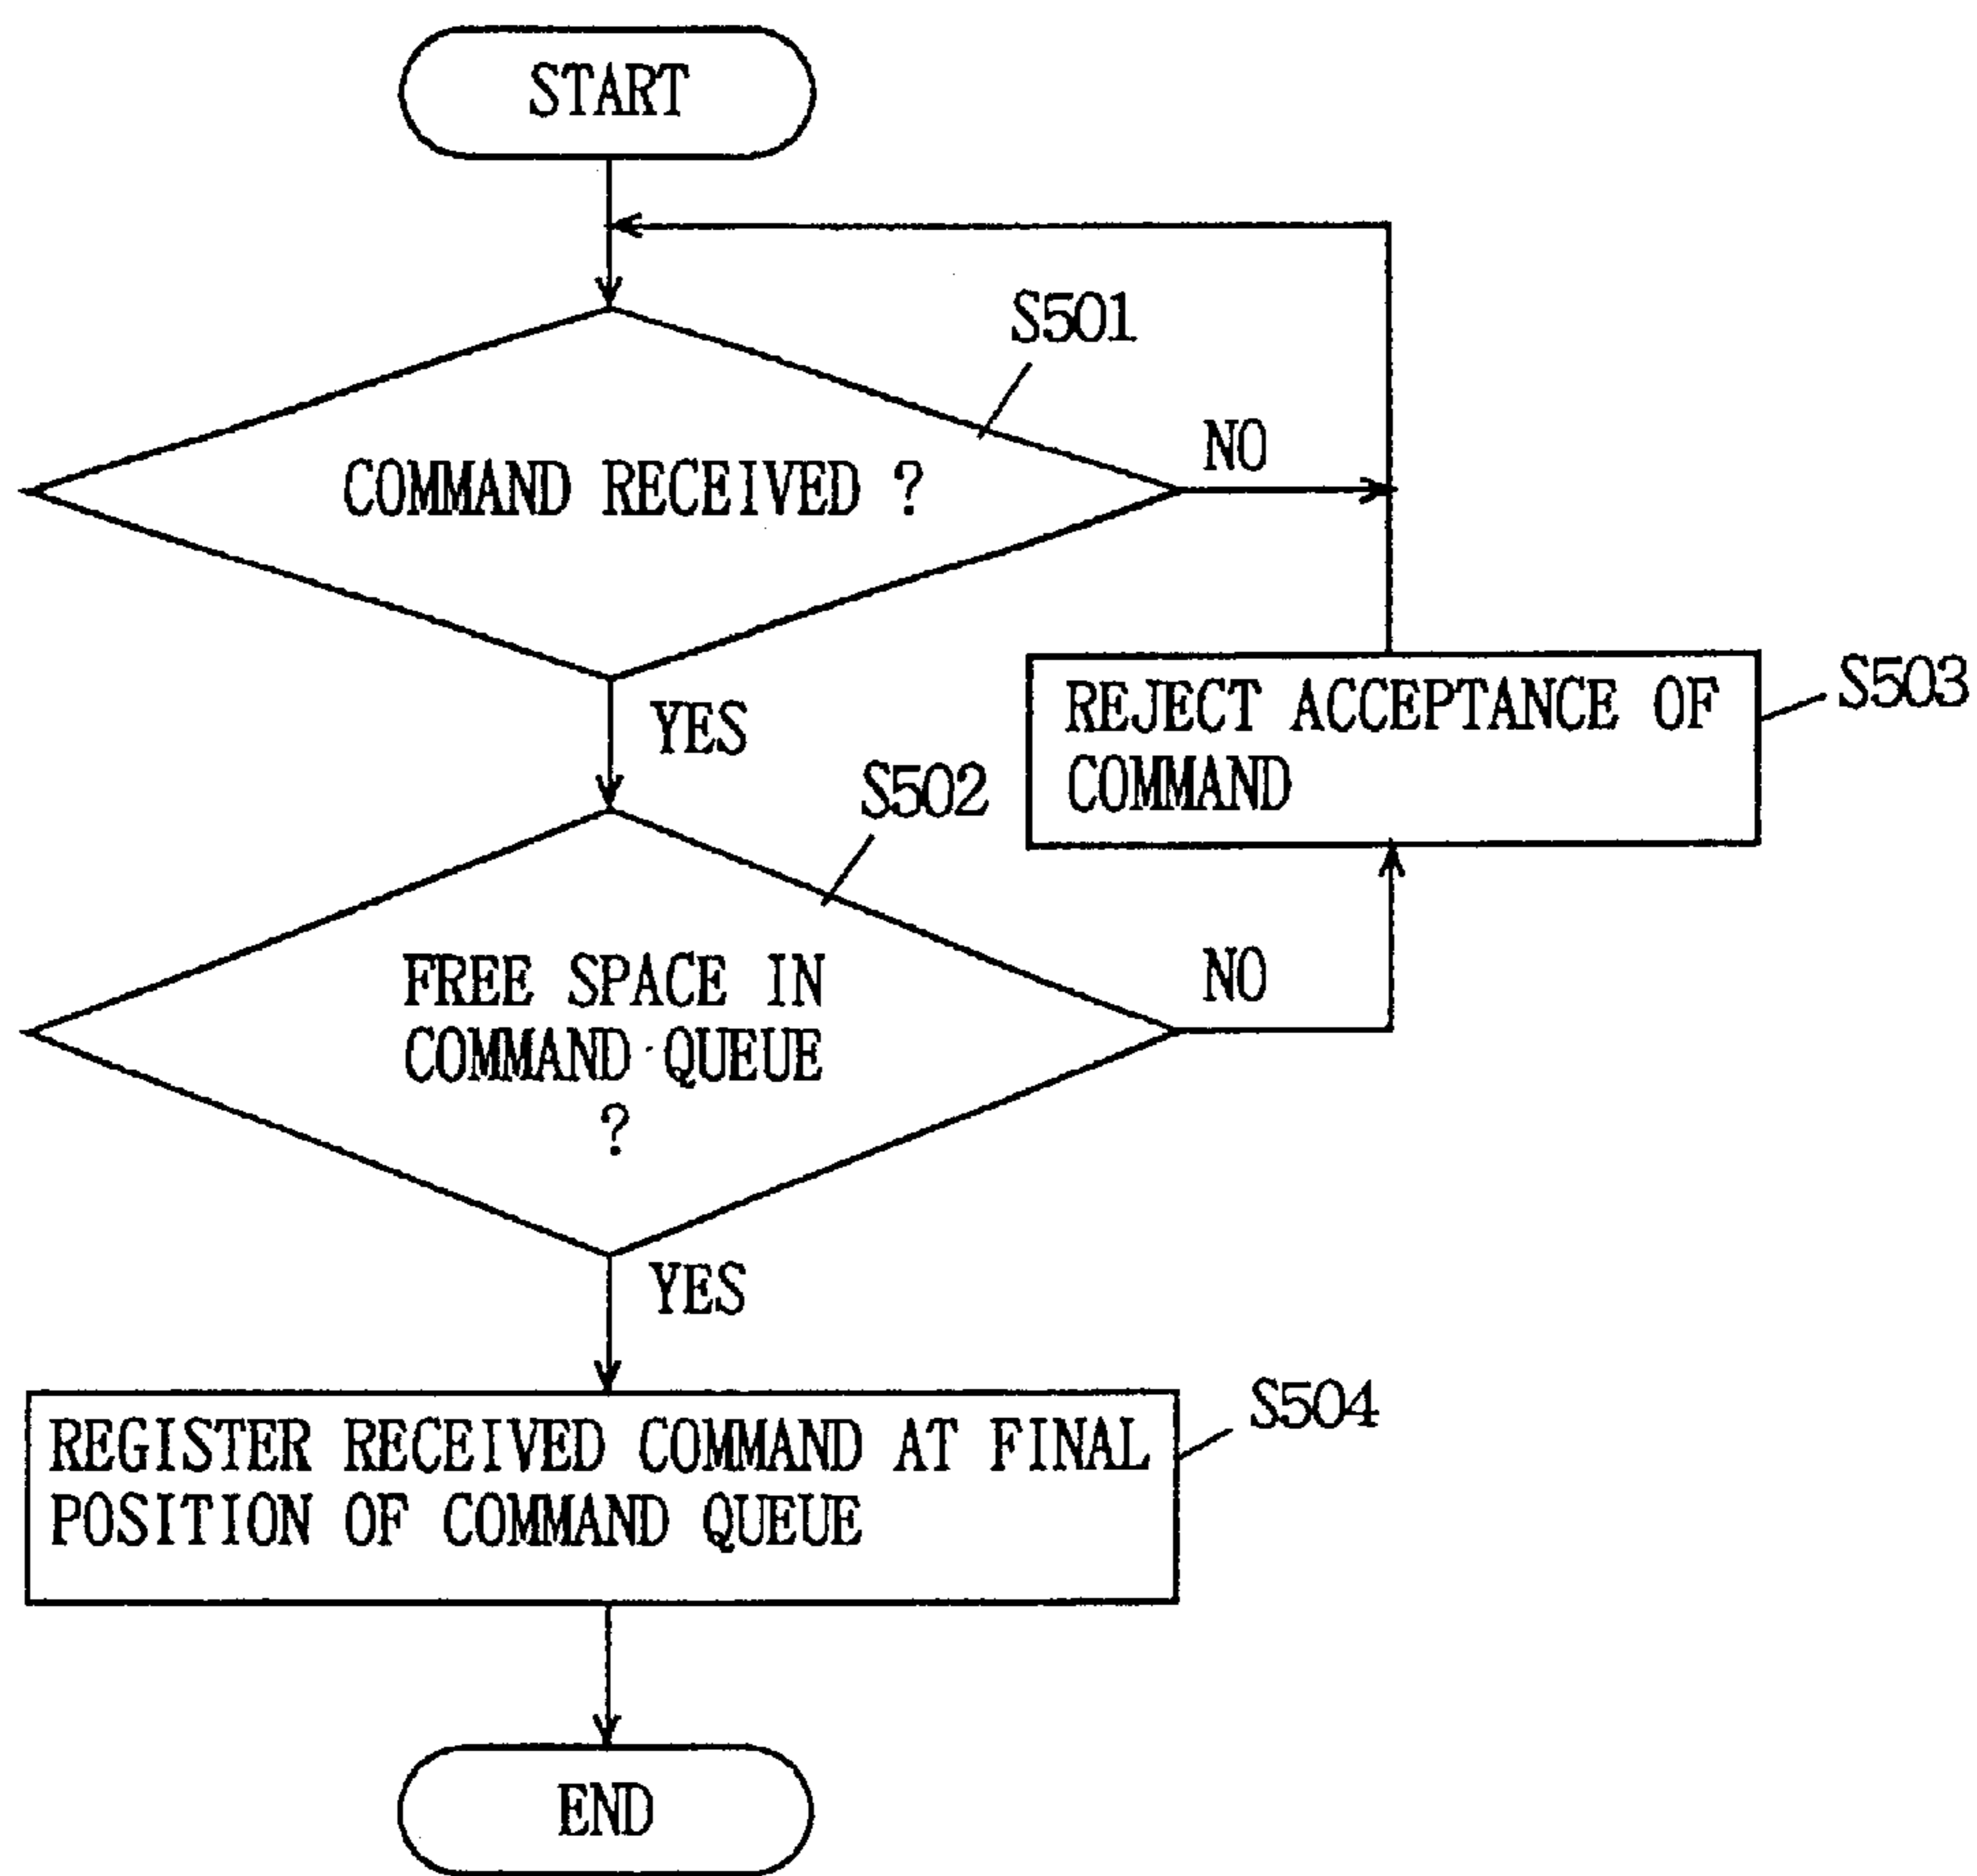 START
S501
COMMAND RECEIVED ?
NO
YES
REJECT ACCEPTANCE OF
COMMAND
S503
S502
FREE SPACE IN
COMMAND QUEUE
?
NO
YES
REGISTER RECEIVED COMMAND AT FINAL
POSITION OF COMMAND QUEUE
S504
END